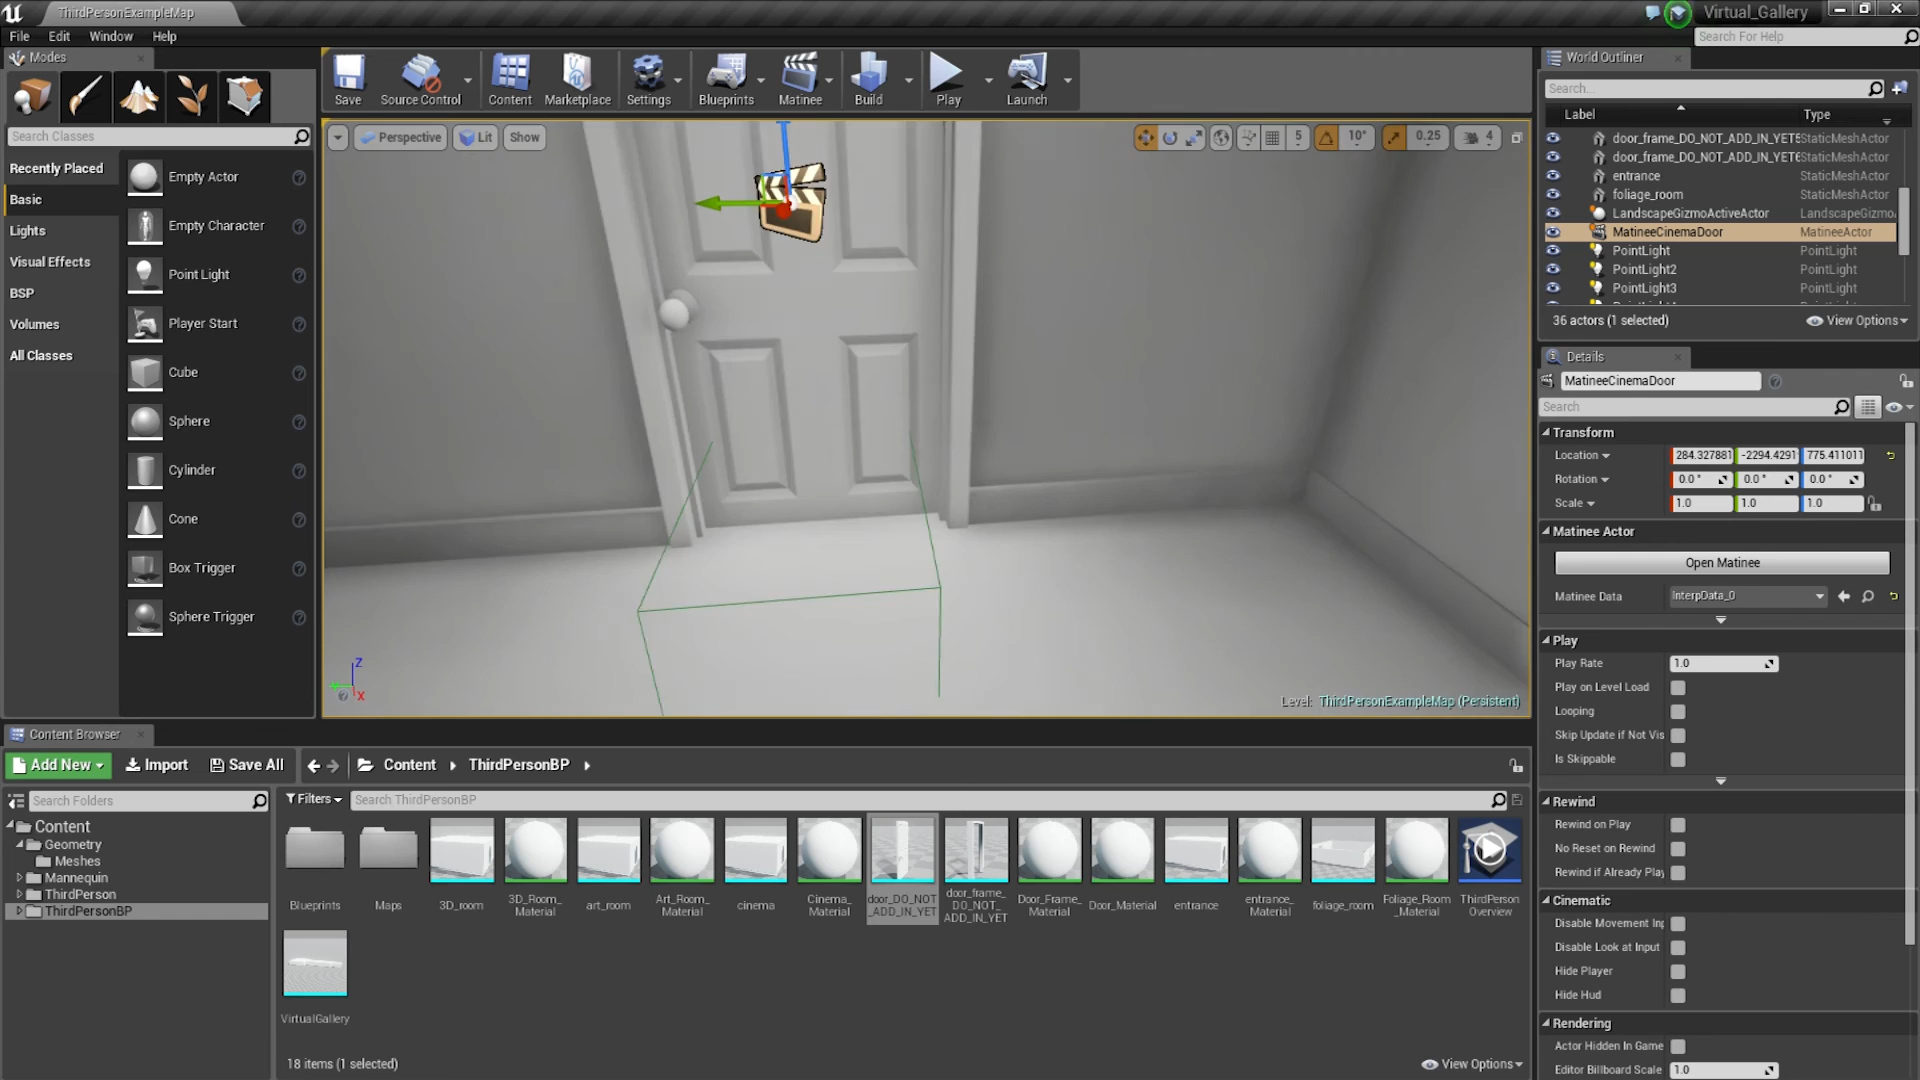 ThirdPersonExampleMap
Virtual_Gallery
File Edit Window Help
Search For Help
Modes
Search Classes
Recently Placed
Basic
Lights
Visual Effects
BSP
Volumes
All Classes
Empty Actor
Empty Character
Point Light
Player Start
Cube
Sphere
Cylinder
Cone
Box Trigger
Sphere Trigger
Save Source Control Content Marketplace Settings Blueprints Matinee Build Play Launch
Perspective Lit Show
5 10° 0.25 4
Z
X
Level: ThirdPersonExampleMap (Persistent)
World Outliner
Search...
Label Type
door_frame_DO_NOT_ADD_IN_YET5 StaticMeshActor
door_frame_DO_NOT_ADD_IN_YET6 StaticMeshActor
entrance StaticMeshActor
foliage_room StaticMeshActor
LandscapeGizmoActiveActor LandscapeGizmo
MatineeCinemaDoor MatineeActor
PointLight PointLight
PointLight2 PointLight
PointLight3 PointLight
36 actors (1 selected) View Options
Details
MatineeCinemaDoor
Search
Transform
Location 284.327881 -2294.4291 775.411011
Rotation 0.0° 0.0° 0.0°
Scale 1.0 1.0 1.0
Matinee Actor
Open Matinee
Matinee Data InterpData_0
Play
Play Rate 1.0
Play on Level Load
Looping
Skip Update if Not Vis
Is Skippable
Rewind
Rewind on Play
No Reset on Rewind
Rewind if Already Play
Cinematic
Disable Movement Inp
Disable Look at Input
Hide Player
Hide Hud
Rendering
Actor Hidden In Game
Editor Billboard Scale 1.0
Content Browser
Add New Import Save All Content ThirdPersonBP
Search Folders
Filters Search ThirdPersonBP
Content
Geometry
Meshes
Mannequin
ThirdPerson
ThirdPersonBP
Blueprints
Maps
3D_room
3D_Room_
Material
art_room
Art_Room_
Material
cinema
Cinema_
Material
door_DO_NOT
_ADD_IN_YET
door_frame_
DO_NOT_
ADD_IN_YET
Door_Frame_
Material
Door_Material
entrance
entrance_
Material
foliage_room
Foliage_Room
_Material
ThirdPerson
Overview
VirtualGallery
18 items (1 selected) View Options